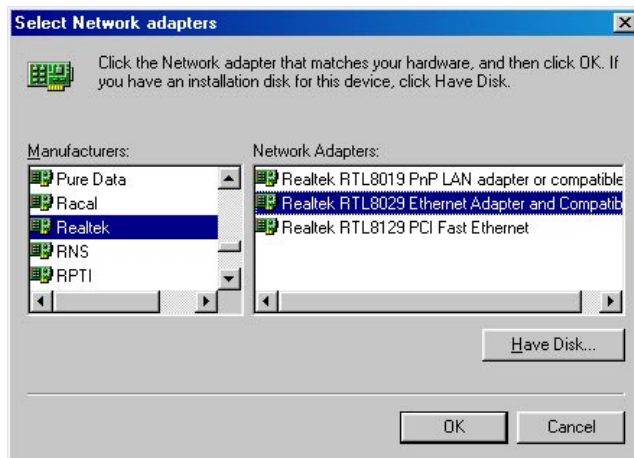 Select Network adapters
Click the Network adapter that matches your hardware, and then click OK. If
you have an installation disk for this device, click Have Disk.
Manufacturers:
Pure Data
Racal
Realtek
RNS
RPTI
Network Adapters:
Realtek RTL8019 PnP LAN adapter or compatible
Realtek RTL8029 Ethernet Adapter and Compatib
Realtek RTL8129 PCI Fast Ethernet
Have Disk...
OK
Cancel